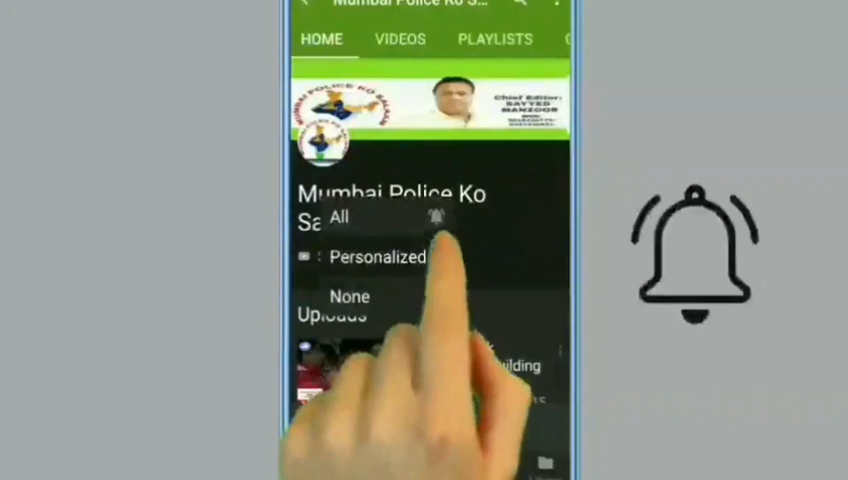 Mumbai Police Ko S...
HOME VIDEOS PLAYLISTS
MUMBAI POLICE KO SALAAM
Chief Editor:
SAYYED
MANZOOR
Mumbai Police Ko
Sa
All
Personalized
None
Uploads
uilding